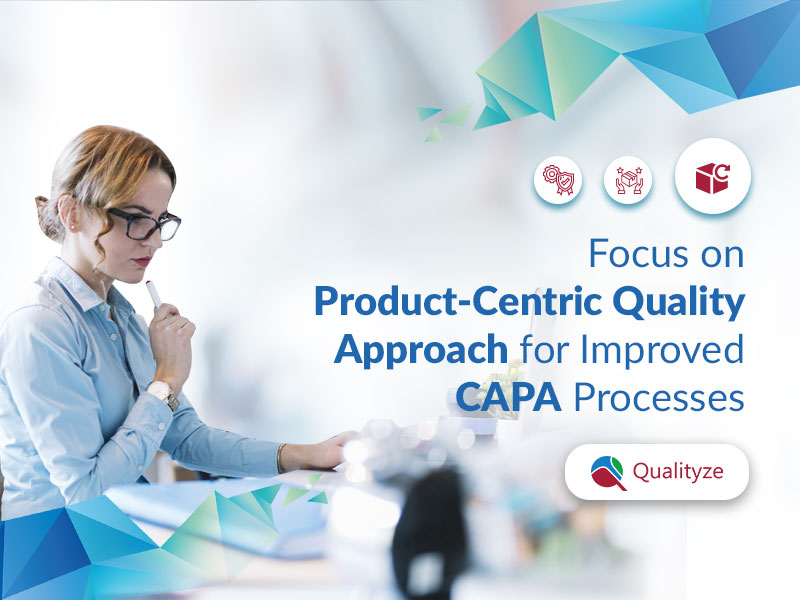 Focus on
Product-Centric Quality
Approach for Improved
CAPA Processes
Qualityze